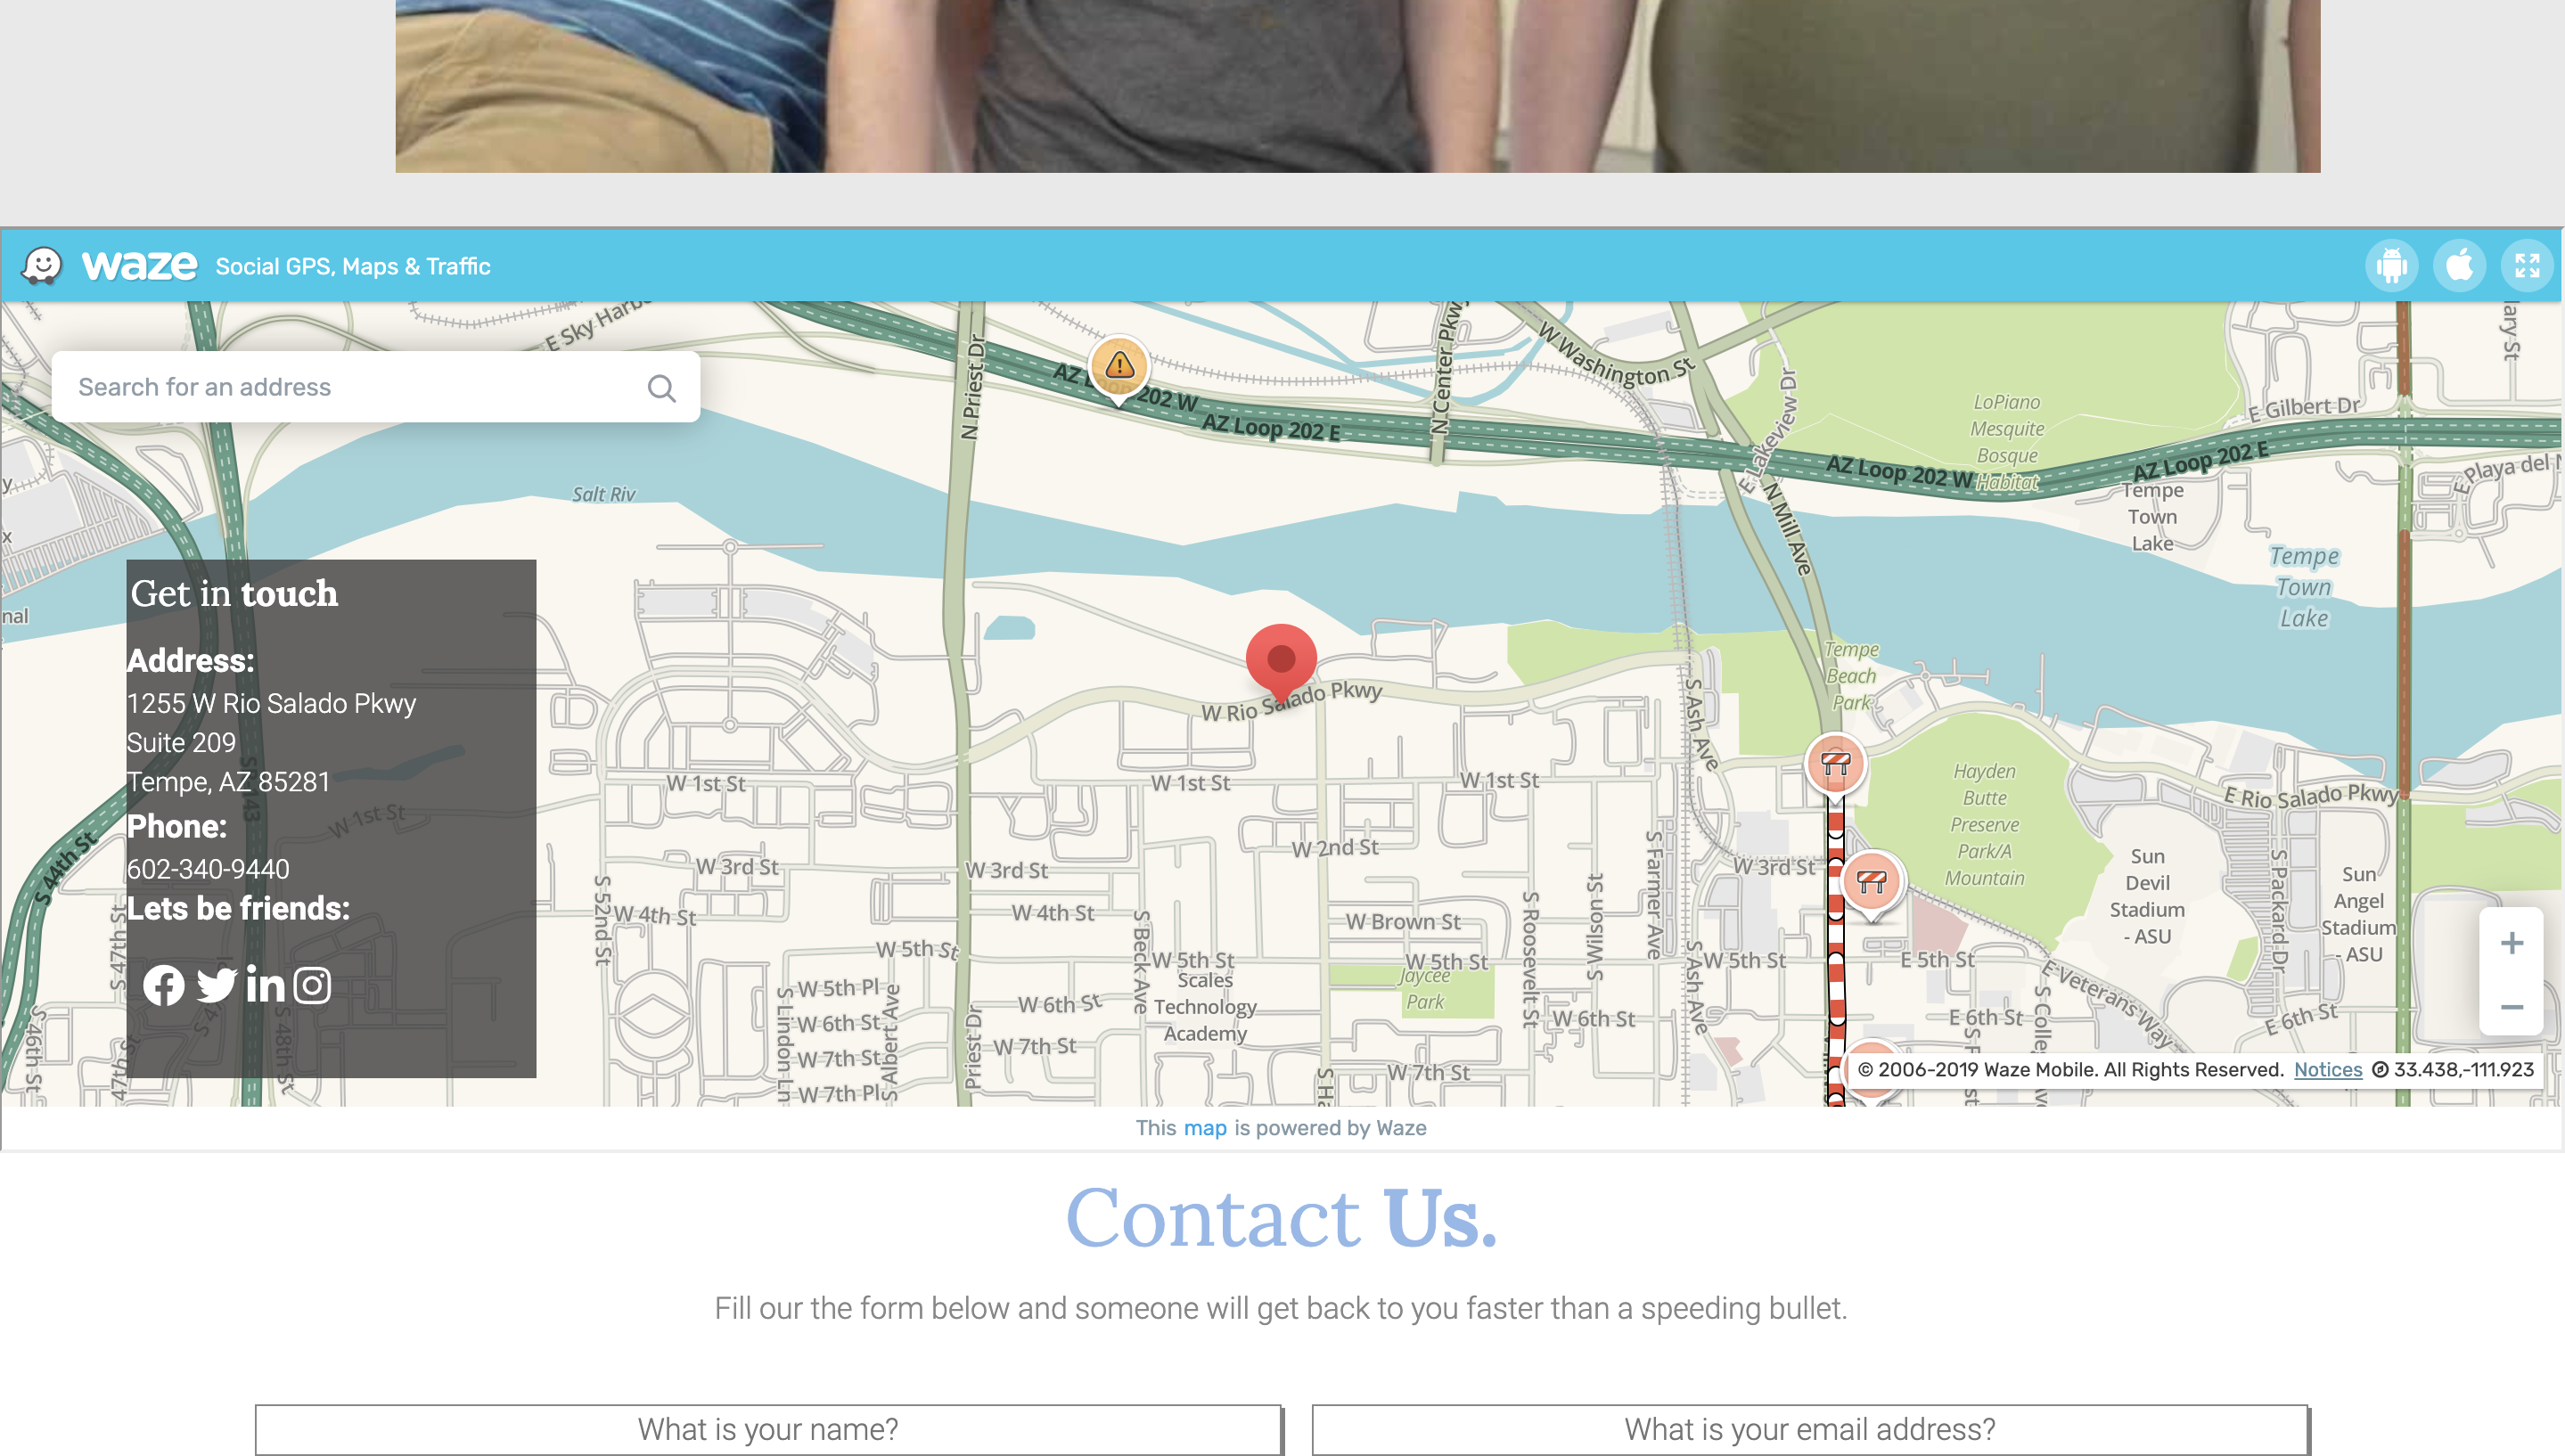 waze Social GPS, Maps & Traffic
Search for an address
E Sky Harb
N Priest Dr
AZ Loop 202 W
AZ Loop 202 E
N Center Pkwy
W Washington St
E Lakeview Dr
N Mill Ave
LoPiano
Mesquite
Bosque
Habitat
AZ Loop 202 W
AZ Loop 202 E
E Gilbert Dr
E Playa del
Tempe
Town
Lake
Tempe
Town
Lake
Salt Riv
nal
Get in touch
Address:
1255 W Rio Salado Pkwy
Suite 209
Tempe, AZ 85281
Phone:
602-340-9440
Lets be friends:
W Rio Salado Pkwy
Tempe
Beach
Park
S Ash Ave
W 1st St
W 1st St
W 1st St
W 1st St
Hayden
Butte
Preserve
Park/A
Mountain
E Rio Salado Pkwy
S 44th St
W 3rd St
W 3rd St
W 2nd St
S Farmer Ave
W 3rd St
Sun
Devil
Stadium
- ASU
S Packard Dr
Sun
Angel
Stadium
- ASU
S 47th St
S 52nd St
W 4th St
W 4th St
S Beck Ave
W Brown St
S Roosevelt St
S Wilson St
W 5th St
W 5th St
W 5th St
W 5th St
E 5th St
S Ash Ave
Scales
Technology
Academy
Jaycee
Park
W 5th Pl
W 6th St
W 7th St
W 7th Pl
S Lindon Ln
S Albert Ave
Priest Dr
W 6th St
W 7th St
W 6th St
W 7th St
E Veterans Way
E 6th St
E 6th St
S 46th St
47th St
S 48th St
© 2006-2019 Waze Mobile. All Rights Reserved. Notices 33.438,-111.923
This map is powered by Waze
Contact Us.
Fill our the form below and someone will get back to you faster than a speeding bullet.
What is your name?
What is your email address?